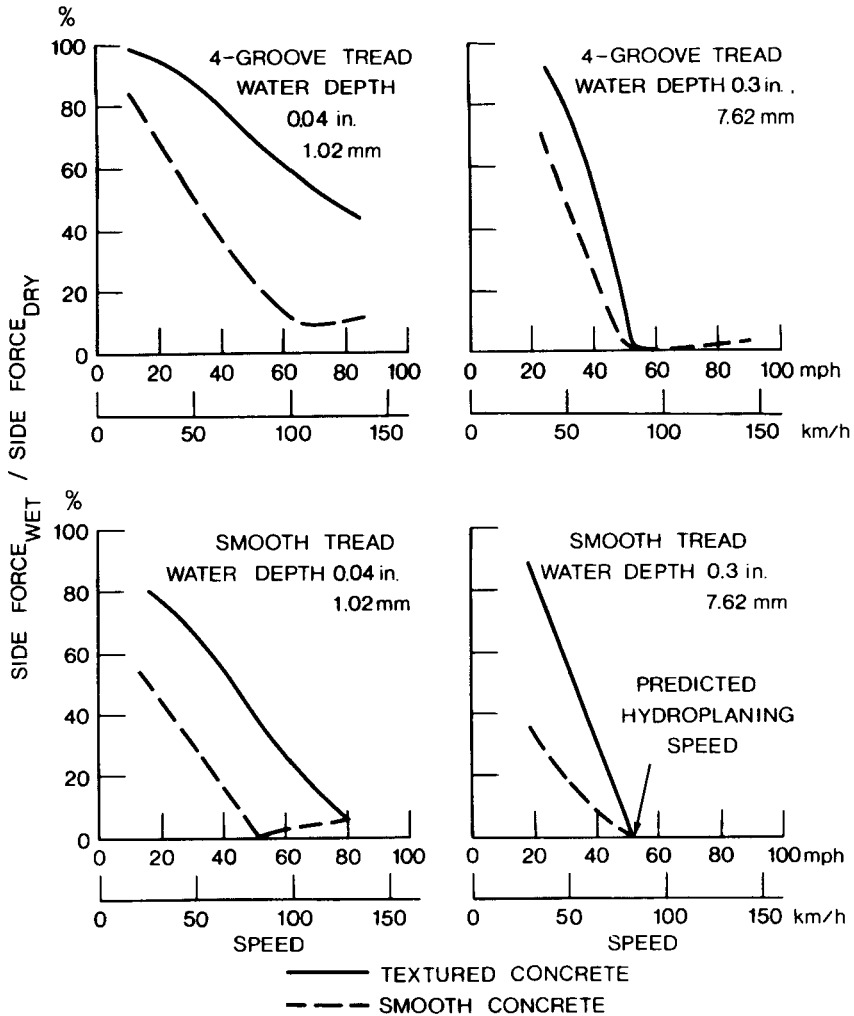 %
100
80
60
40
20
0
4-GROOVE TREAD
WATER DEPTH
0.04 in.
1.02 mm
0 20 40 60 80 100
0 50 100 150
4-GROOVE TREAD
WATER DEPTH 0.3 in.
7.62 mm
0 20 40 60 80 100 mph
0 50 100 150 km/h
SIDE FORCE WET / SIDE FORCE DRY
%
100
80
60
40
20
0
SMOOTH TREAD
WATER DEPTH 0.04 in.
1.02 mm
0 20 40 60 80 100
0 50 100 150
SPEED
SMOOTH TREAD
WATER DEPTH 0.3 in.
7.62 mm
PREDICTED
HYDROPLANING
SPEED
0 20 40 60 80 100 mph
0 50 100 150 km/h
SPEED
TEXTURED CONCRETE
SMOOTH CONCRETE